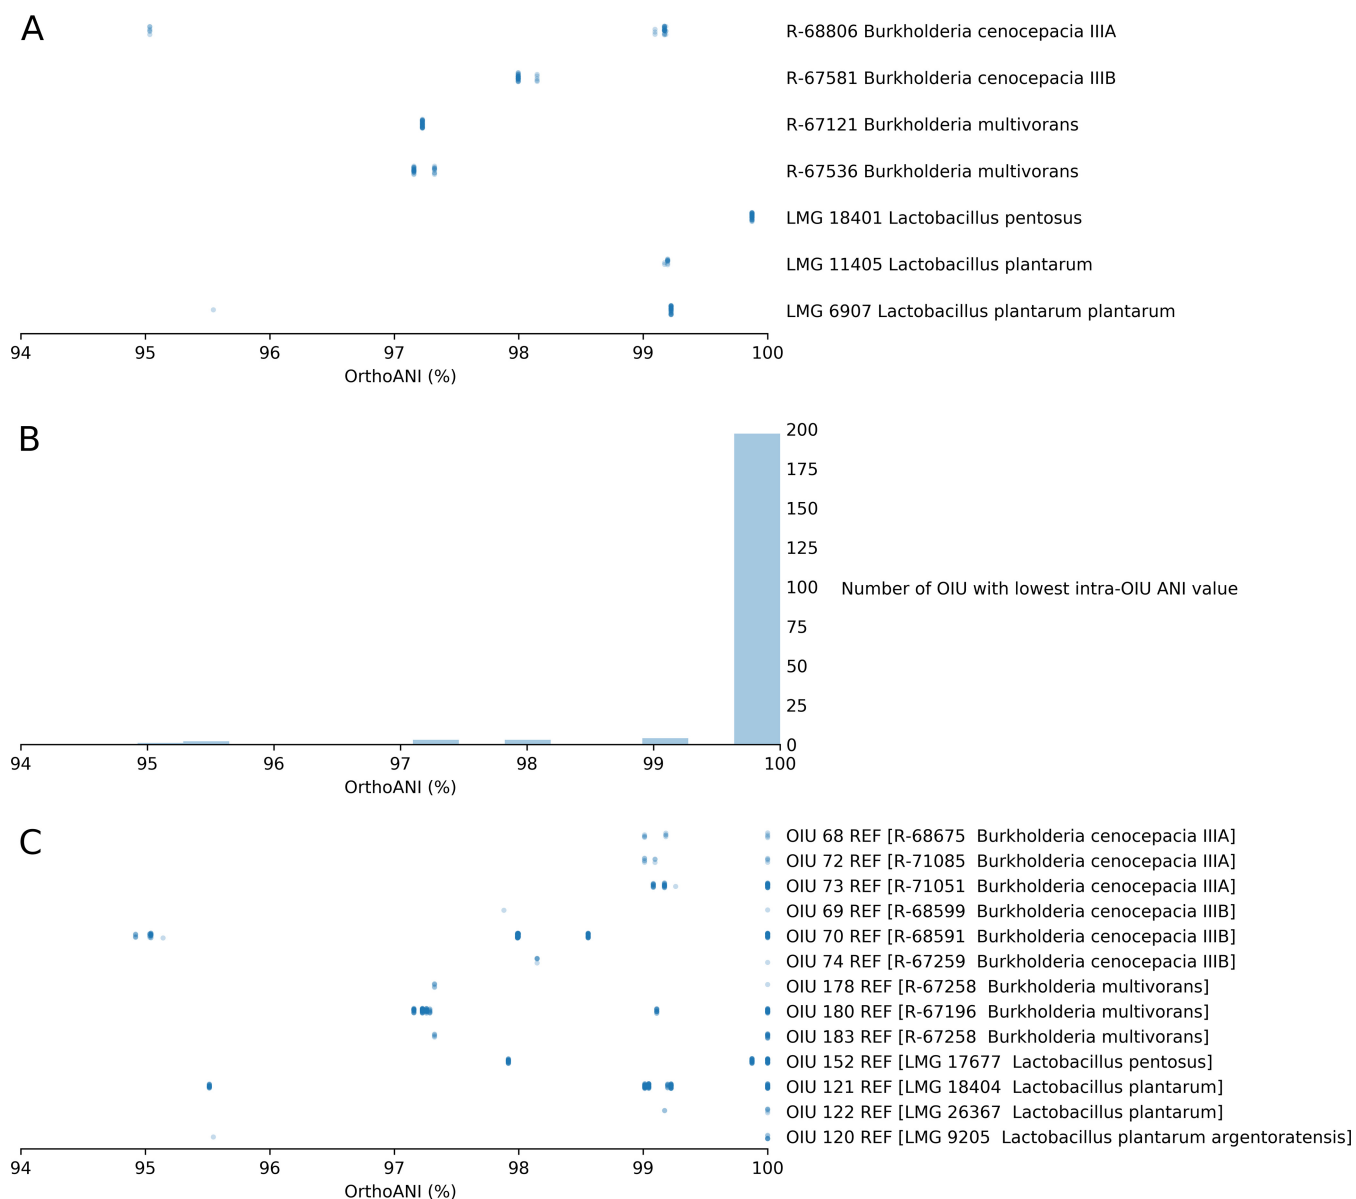 A
R-68806 Burkholderia cenocepacia IIIA
R-67581 Burkholderia cenocepacia IIIB
R-67121 Burkholderia multivorans
R-67536 Burkholderia multivorans
LMG 18401 Lactobacillus pentosus
LMG 11405 Lactobacillus plantarum
LMG 6907 Lactobacillus plantarum plantarum
94 95 96 97 98 99 100
OrthoANI (%)
B
200
175
150
125
100
Number of OIU with lowest intra-OIU ANI value
75
50
25
0
94 95 96 97 98 99 100
OrthoANI (%)
C
OIU 68 REF [R-68675  Burkholderia cenocepacia IIIA]
OIU 72 REF [R-71085  Burkholderia cenocepacia IIIA]
OIU 73 REF [R-71051  Burkholderia cenocepacia IIIA]
OIU 69 REF [R-68599  Burkholderia cenocepacia IIIB]
OIU 70 REF [R-68591  Burkholderia cenocepacia IIIB]
OIU 74 REF [R-67259  Burkholderia cenocepacia IIIB]
OIU 178 REF [R-67258  Burkholderia multivorans]
OIU 180 REF [R-67196  Burkholderia multivorans]
OIU 183 REF [R-67258  Burkholderia multivorans]
OIU 152 REF [LMG 17677  Lactobacillus pentosus]
OIU 121 REF [LMG 18404  Lactobacillus plantarum]
OIU 122 REF [LMG 26367  Lactobacillus plantarum]
OIU 120 REF [LMG 9205  Lactobacillus plantarum argentoratensis]
94 95 96 97 98 99 100
OrthoANI (%)